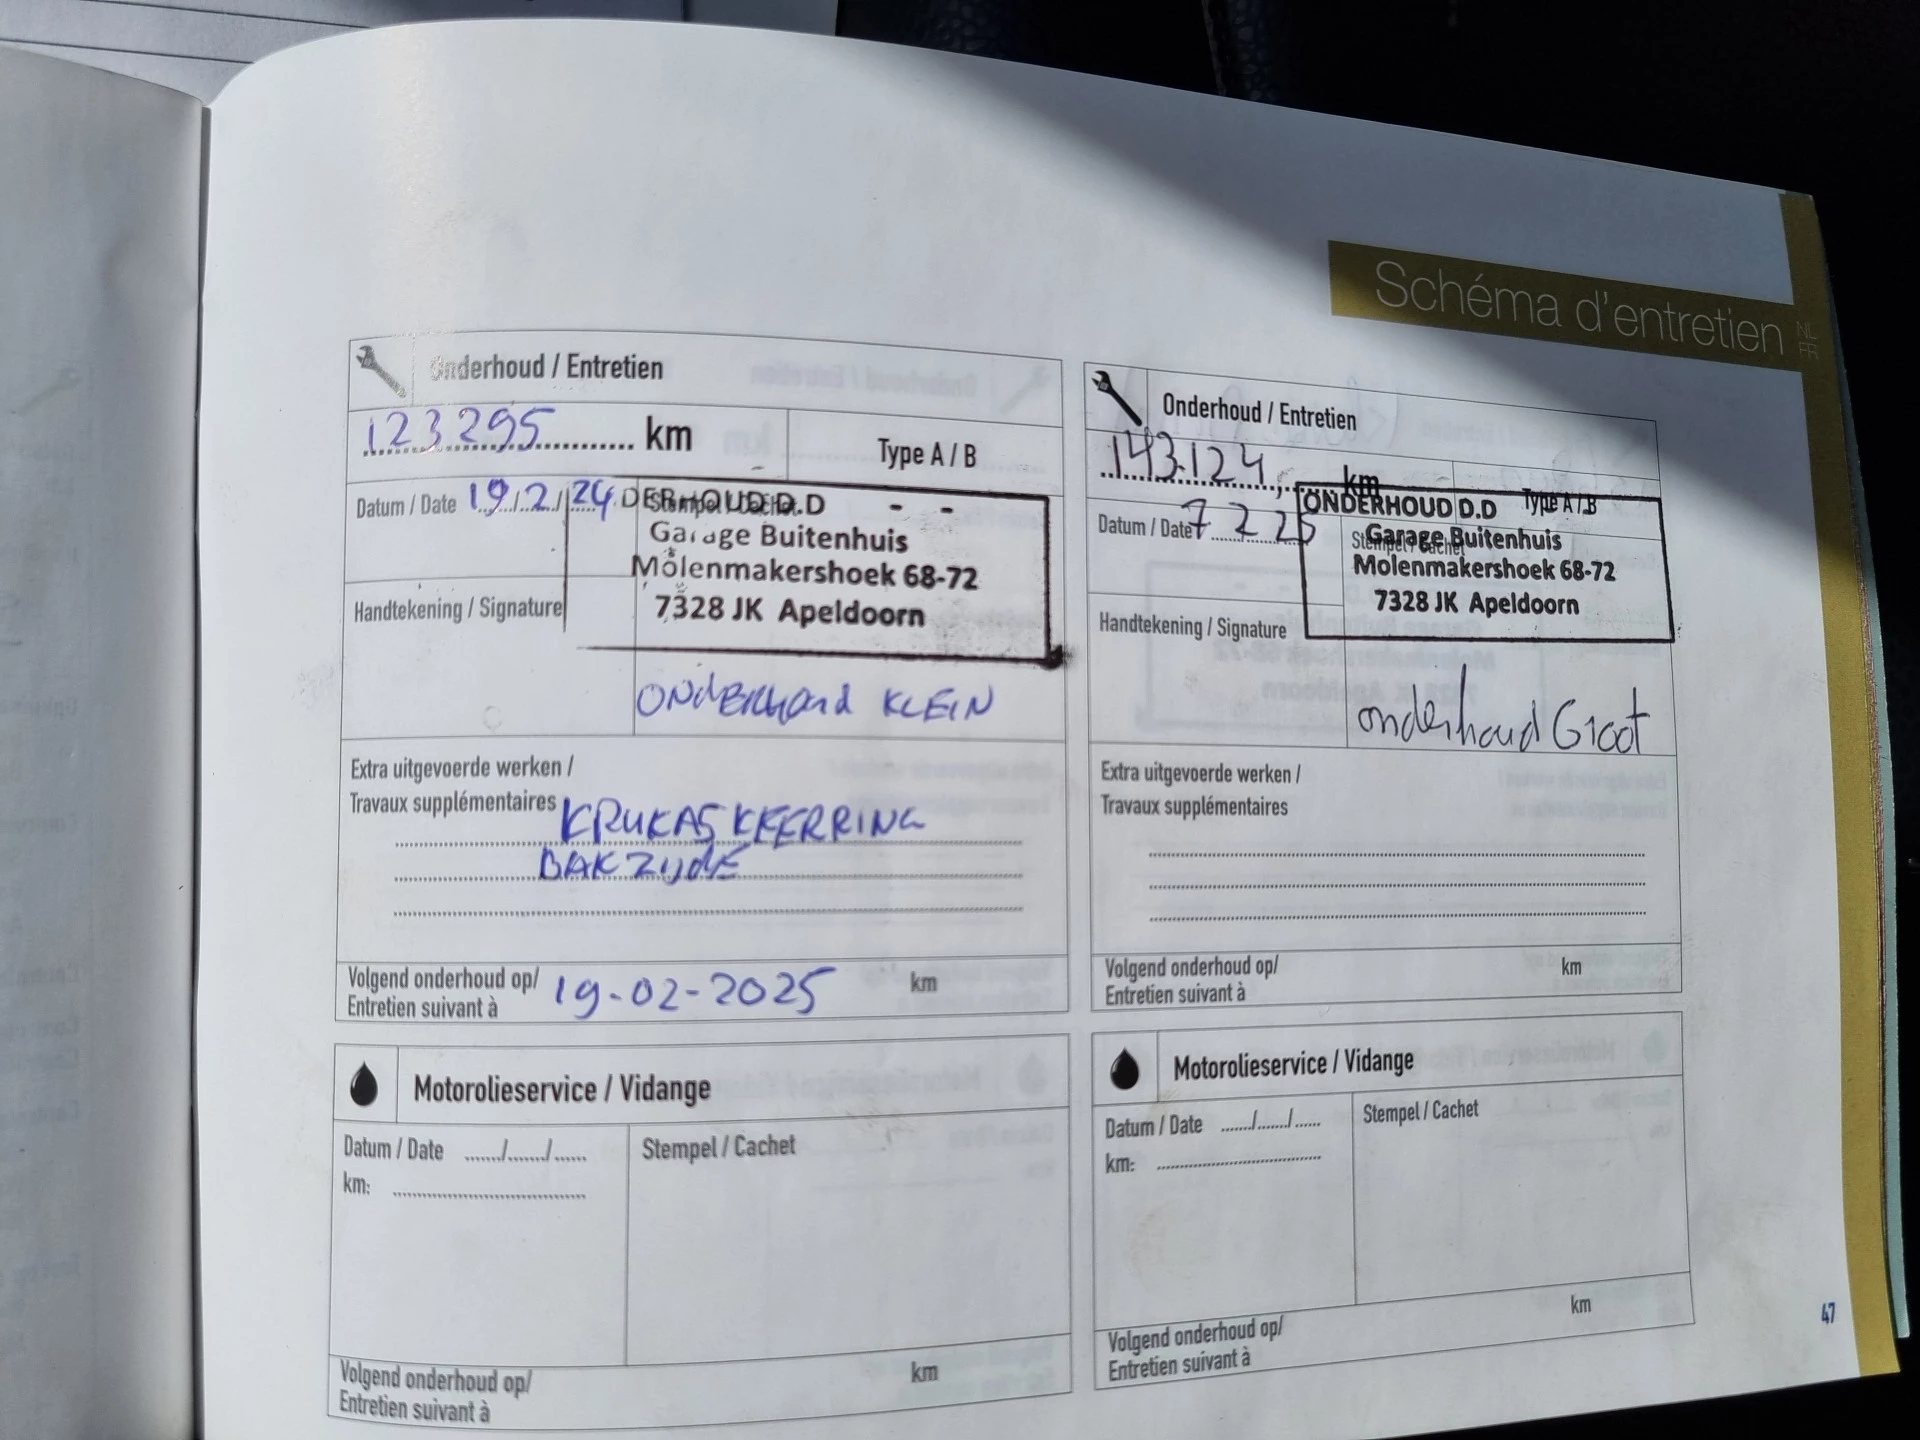 Schéma d'entretien
NL
FR
Onderhoud / Entretien
123295 km
Type A / B
Datum / Date 19/2/24
Stempel / Cachet
DERHOUD D.D - -
Garage Buitenhuis
Molenmakershoek 68-72
7328 JK Apeldoorn
Handtekening / Signature
ONDERHOUD KLEIN
Extra uitgevoerde werken /
Travaux supplémentaires
KRUKAS KEERRING
BAKZIJDE
Volgend onderhoud op/ 19-02-2025 km
Entretien suivant à
Motorolieservice / Vidange
Datum / Date ......./......./......
Stempel / Cachet
km:
Volgend onderhoud op/ km
Entretien suivant à
Onderhoud / Entretien
143.124, km
Type A / B
Datum / Date 7 2 25
Stempel / Cachet
ONDERHOUD D.D - -
Garage Buitenhuis
Molenmakershoek 68-72
7328 JK Apeldoorn
Handtekening / Signature
onderhoud Groot
Extra uitgevoerde werken /
Travaux supplémentaires
Volgend onderhoud op/ km
Entretien suivant à
Motorolieservice / Vidange
Datum / Date ......./......./......
Stempel / Cachet
km:
Volgend onderhoud op/ km
Entretien suivant à
47